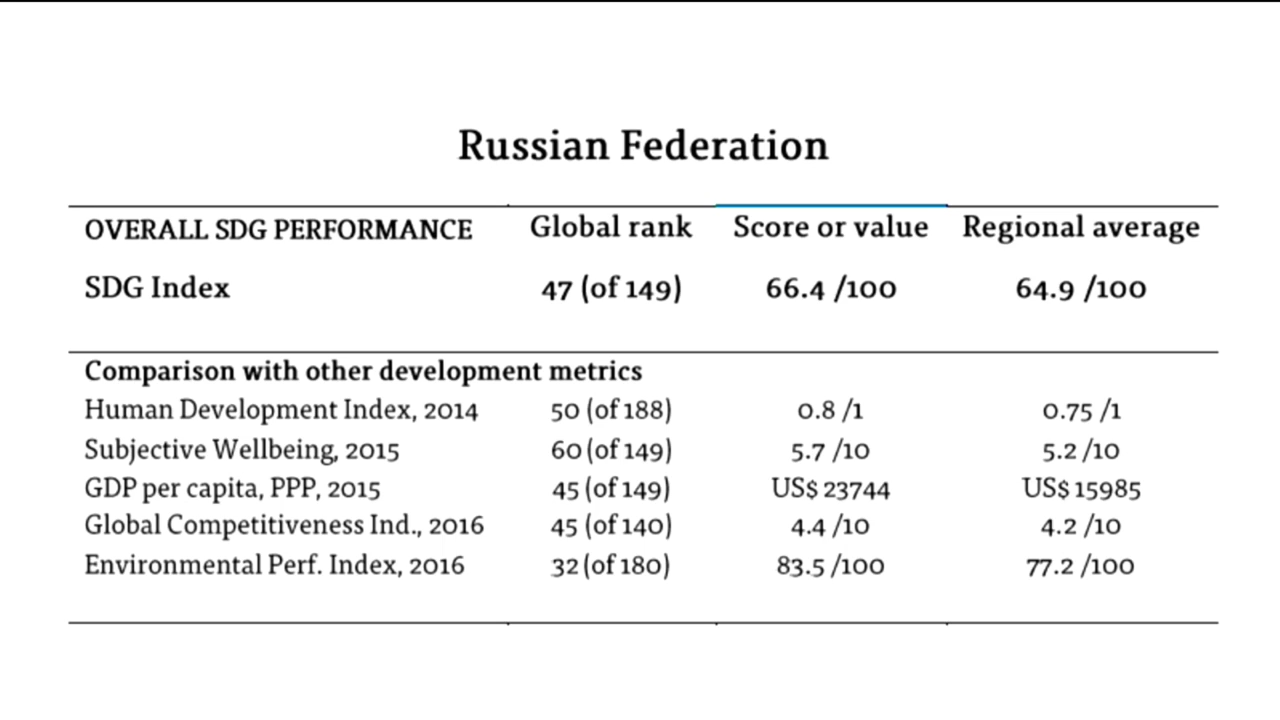 Russian Federation
OVERALL SDG PERFORMANCE Global rank Score or value Regional average
SDG Index 47 (of 149) 66.4 /100 64.9 /100
Comparison with other development metrics
Human Development Index, 2014 50 (of 188) 0.8 /1 0.75 /1
Subjective Wellbeing, 2015 60 (of 149) 5.7 /10 5.2 /10
GDP per capita, PPP, 2015 45 (of 149) US$ 23744 US$ 15985
Global Competitiveness Ind., 2016 45 (of 140) 4.4 /10 4.2 /10
Environmental Perf. Index, 2016 32 (of 180) 83.5 /100 77.2 /100